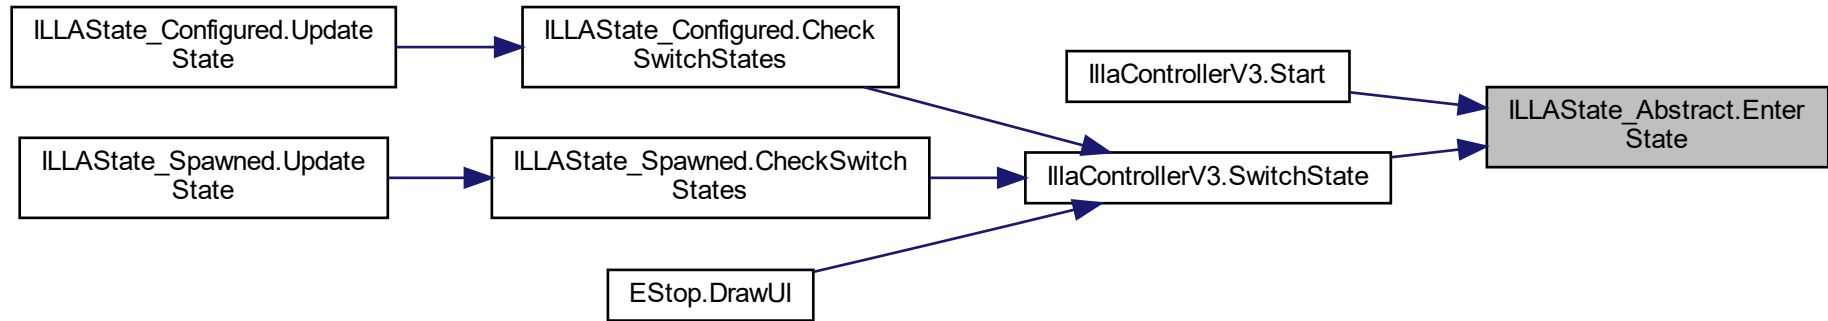 ILLAState_Configured.Update
State
ILLAState_Configured.Check
SwitchStates
IllaControllerV3.Start
ILLAState_Abstract.Enter
State
ILLAState_Spawned.Update
State
ILLAState_Spawned.CheckSwitch
States
IllaControllerV3.SwitchState
EStop.DrawUI